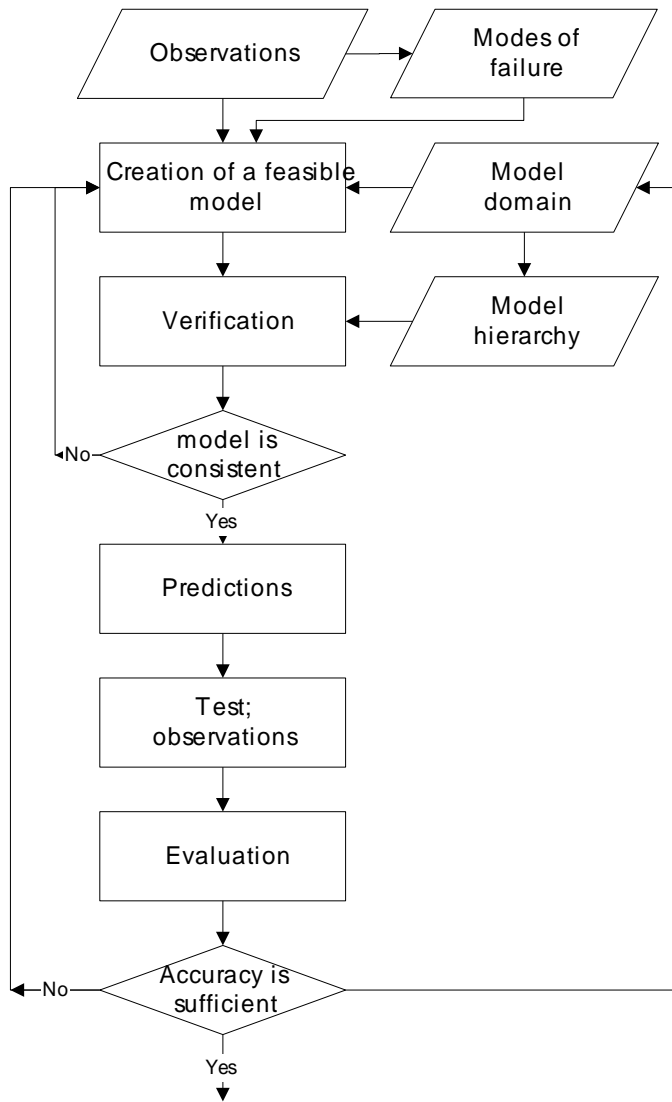 Observations
Modes of
failure
Creation of a feasible
model
Model
domain
Verification
Model
hierarchy
model is
consistent
No
Yes
Predictions
Test;
observations
Evaluation
Accuracy is
sufficient
No
Yes